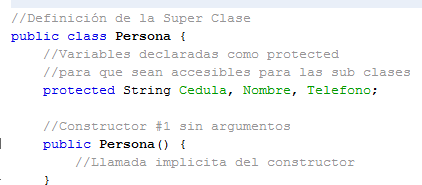 //Definición de la Super Clase
public class Persona {
//Variables declaradas como protected
//para que sean accesibles para las sub clases
protected String Cedula, Nombre, Telefono;
//Constructor #1 sin argumentos
public Persona() {
//Llamada implicita del constructor
}